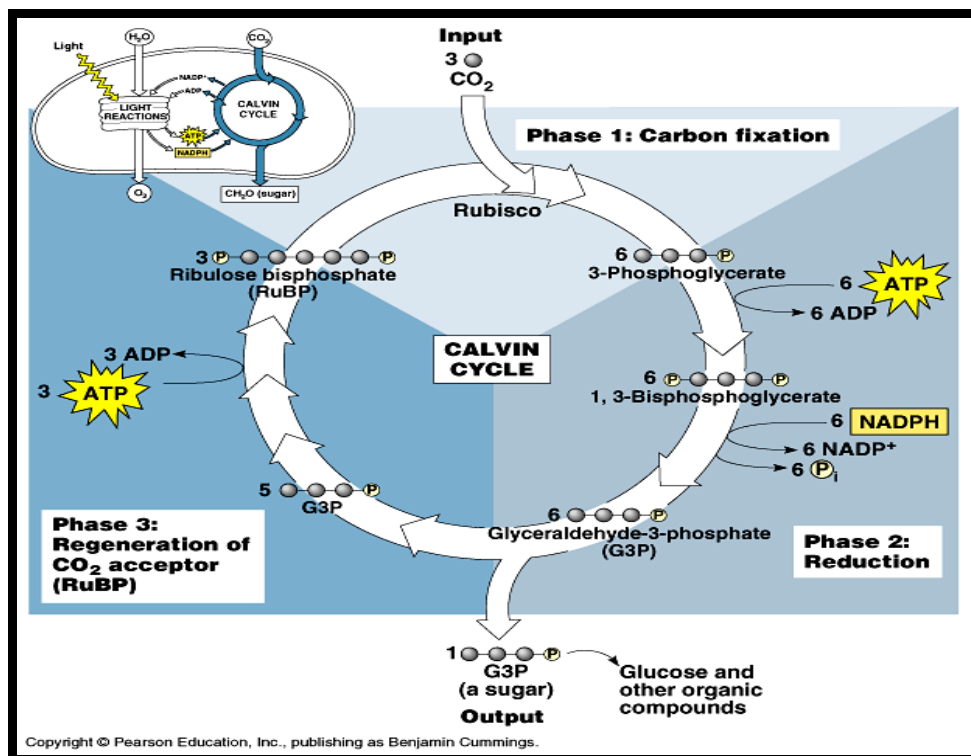 Light
H₂O
CO₂
NADP⁺
ADP
LIGHT
REACTIONS
CALVIN
CYCLE
ATP
NADPH
O₂
CH₂O (sugar)
Input
3
CO₂
Phase 1: Carbon fixation
Rubisco
3 P P
Ribulose bisphosphate
(RuBP)
6 P
3-Phosphoglycerate
6 ATP
6 ADP
CALVIN
CYCLE
6 P P
1, 3-Bisphosphoglycerate
6 NADPH
6 NADP⁺
6 Pᵢ
3 ADP
3 ATP
5 P
G3P
6 P
Glyceraldehyde-3-phosphate
(G3P)
Phase 3:
Regeneration of
CO₂ acceptor
(RuBP)
Phase 2:
Reduction
1 P
G3P
(a sugar)
Output
Glucose and
other organic
compounds
Copyright © Pearson Education, Inc., publishing as Benjamin Cummings.